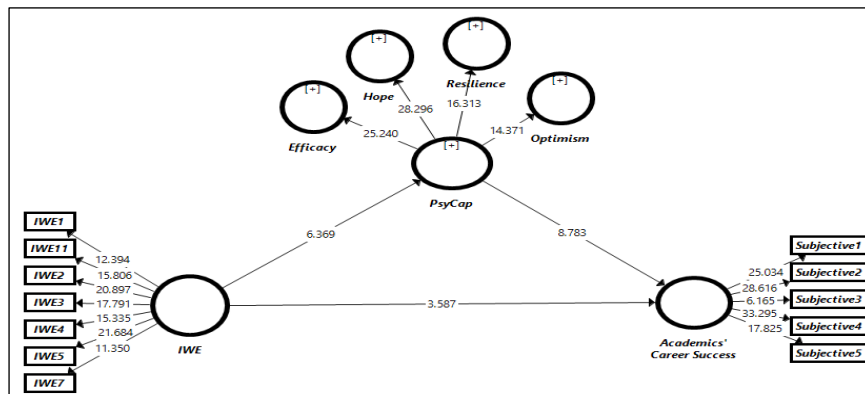 [+]
[+]
[+]
[+]
Resilience
Hope
28.296
16.313
Optimism
14.371
25.240
Efficacy
[+]
PsyCap
6.369
8.783
IWE1
IWE11
IWE2
IWE3
IWE4
IWE5
IWE7
12.394
15.806
20.897
17.791
15.335
21.684
11.350
IWE
3.587
Academics'
Career Success
25.034
28.616
6.165
33.295
17.825
Subjective1
Subjective2
Subjective3
Subjective4
Subjective5